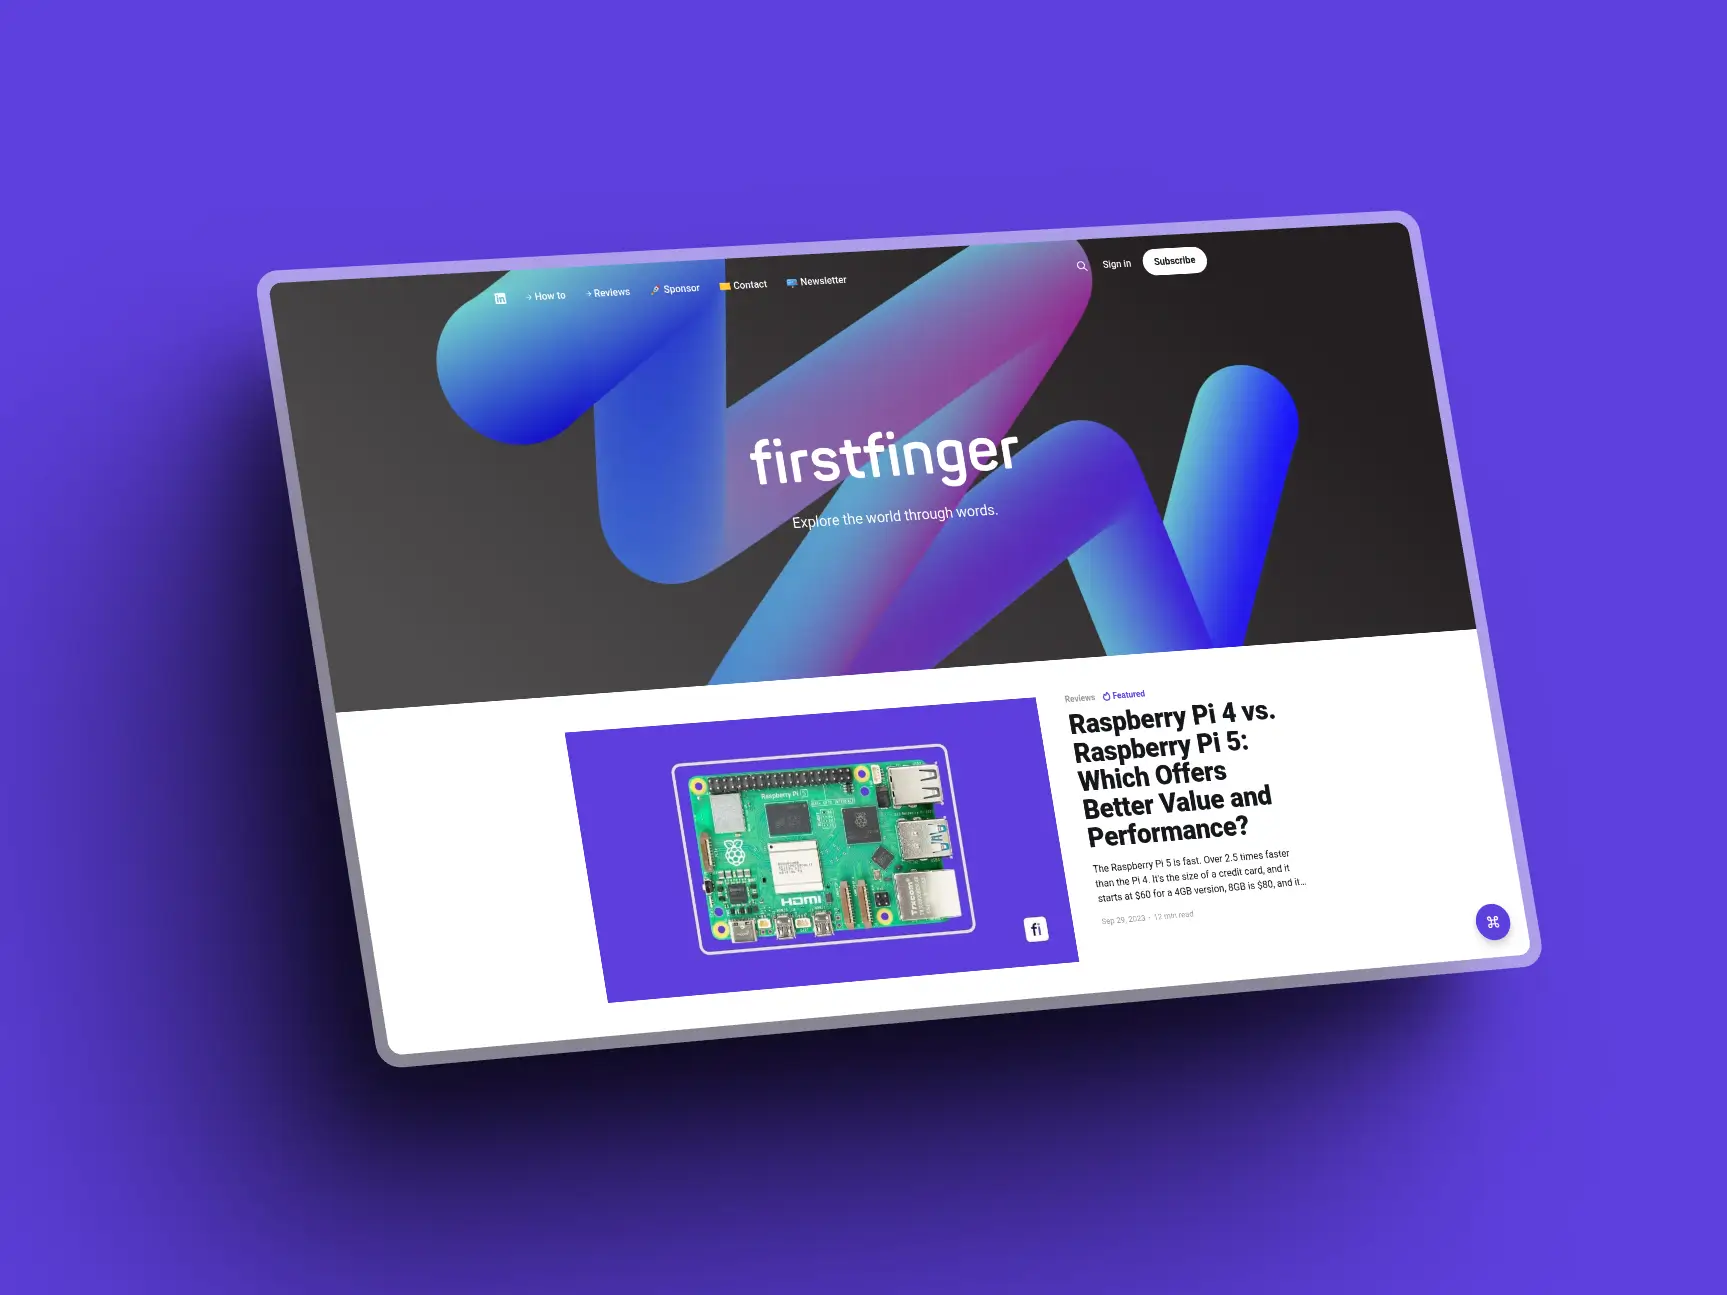 in
→ How to
→ Reviews
Sponsor
Contact
Newsletter
Sign in
Subscribe
firstfinger
Explore the world through words.
Reviews
Featured
Raspberry Pi 4 vs.
Raspberry Pi 5:
Which Offers
Better Value and
Performance?
The Raspberry Pi 5 is fast. Over 2.5 times faster
than the Pi 4. It's the size of a credit card, and it
starts at $60 for a 4GB version, 8GB is $80, and it...
Sep 29, 2023 • 12 min read
Raspberry Pi 5
HDMI
fi